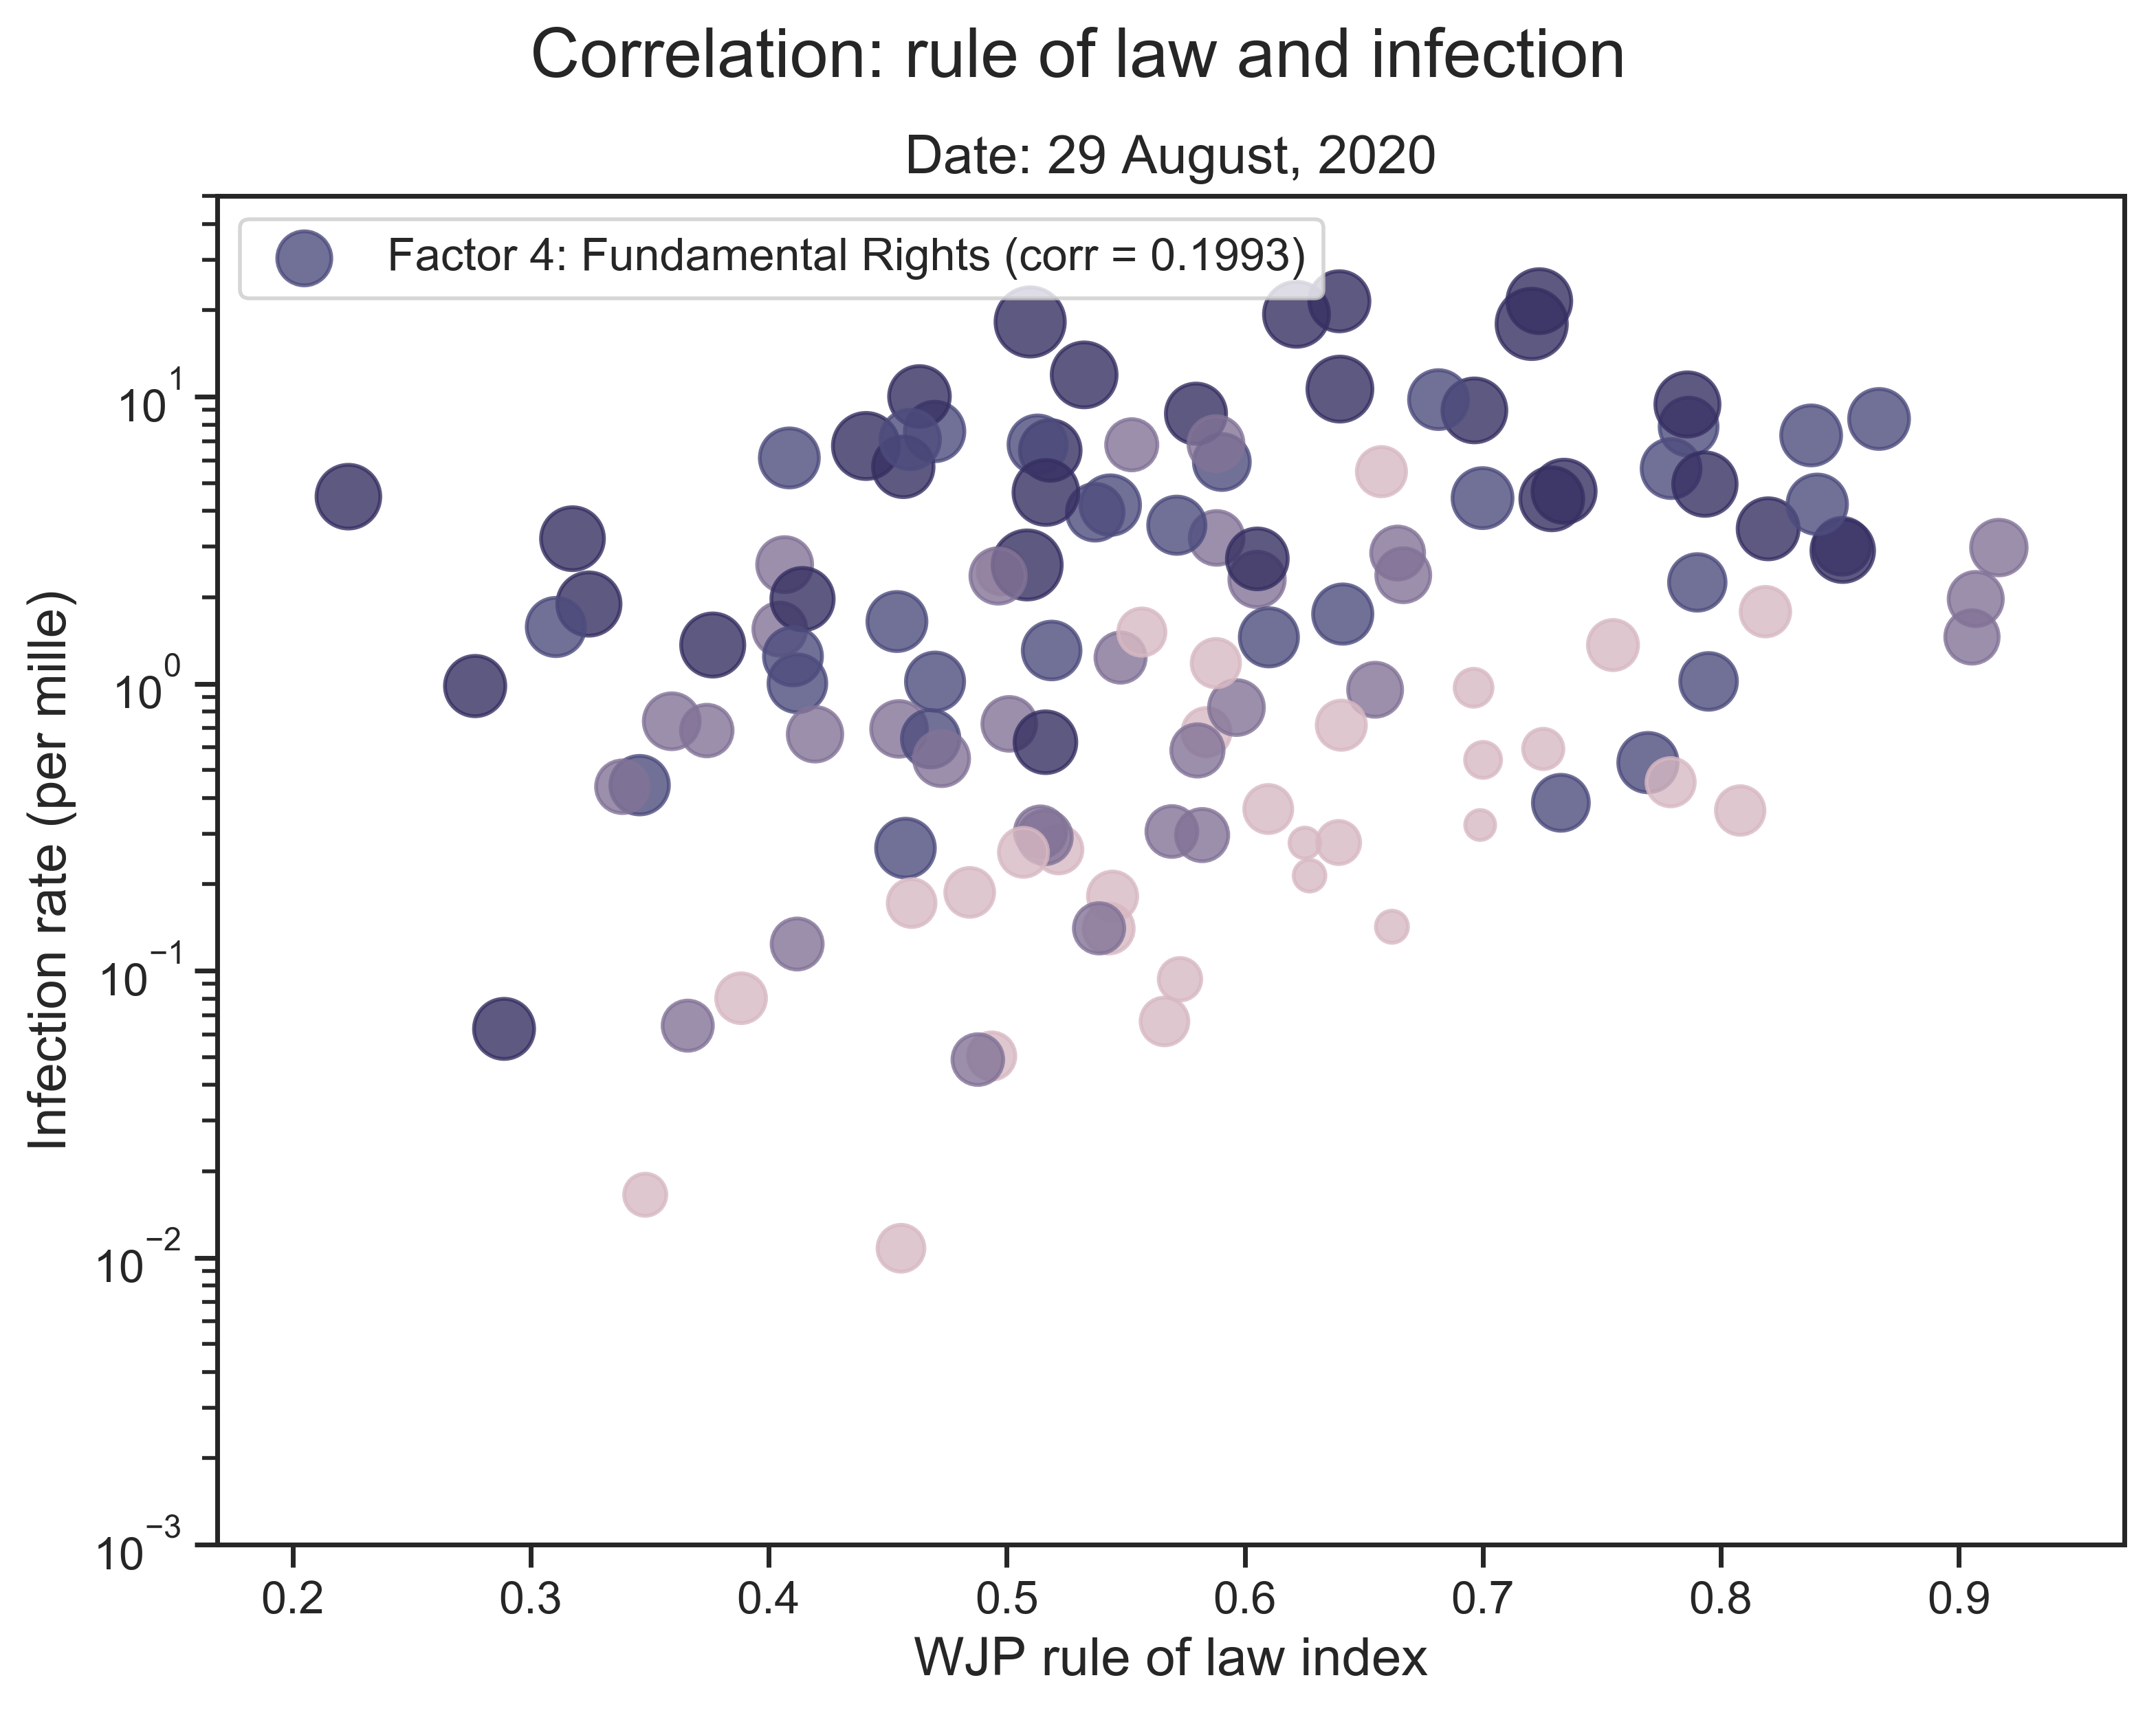 Correlation: rule of law and infection
Date: 29 August, 2020
Factor 4: Fundamental Rights (corr = 0.1993)
Infection rate (per mille)
10^1
10^0
10^−1
10^−2
10^−3
0.2 0.3 0.4 0.5 0.6 0.7 0.8 0.9
WJP rule of law index